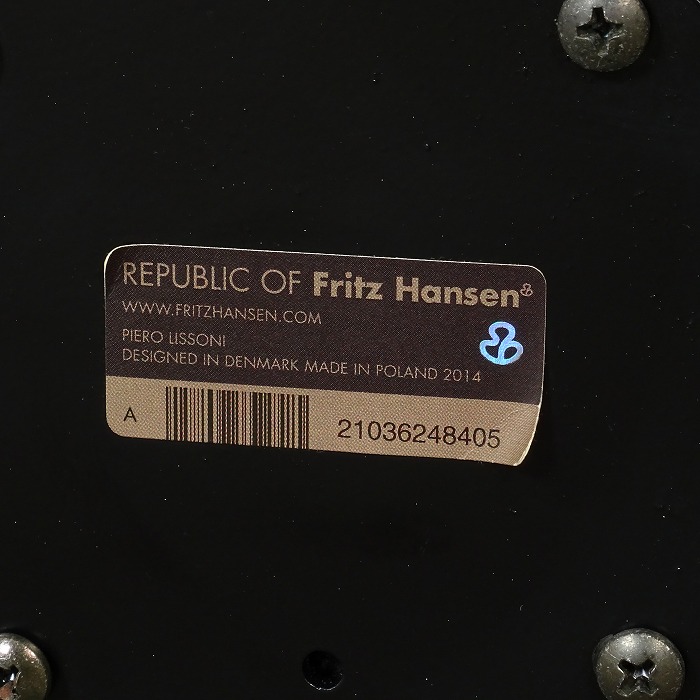 REPUBLIC OF Fritz Hansen
WWW.FRITZHANSEN.COM
PIERO LISSONI
DESIGNED IN DENMARK MADE IN POLAND 2014
A
21036248405